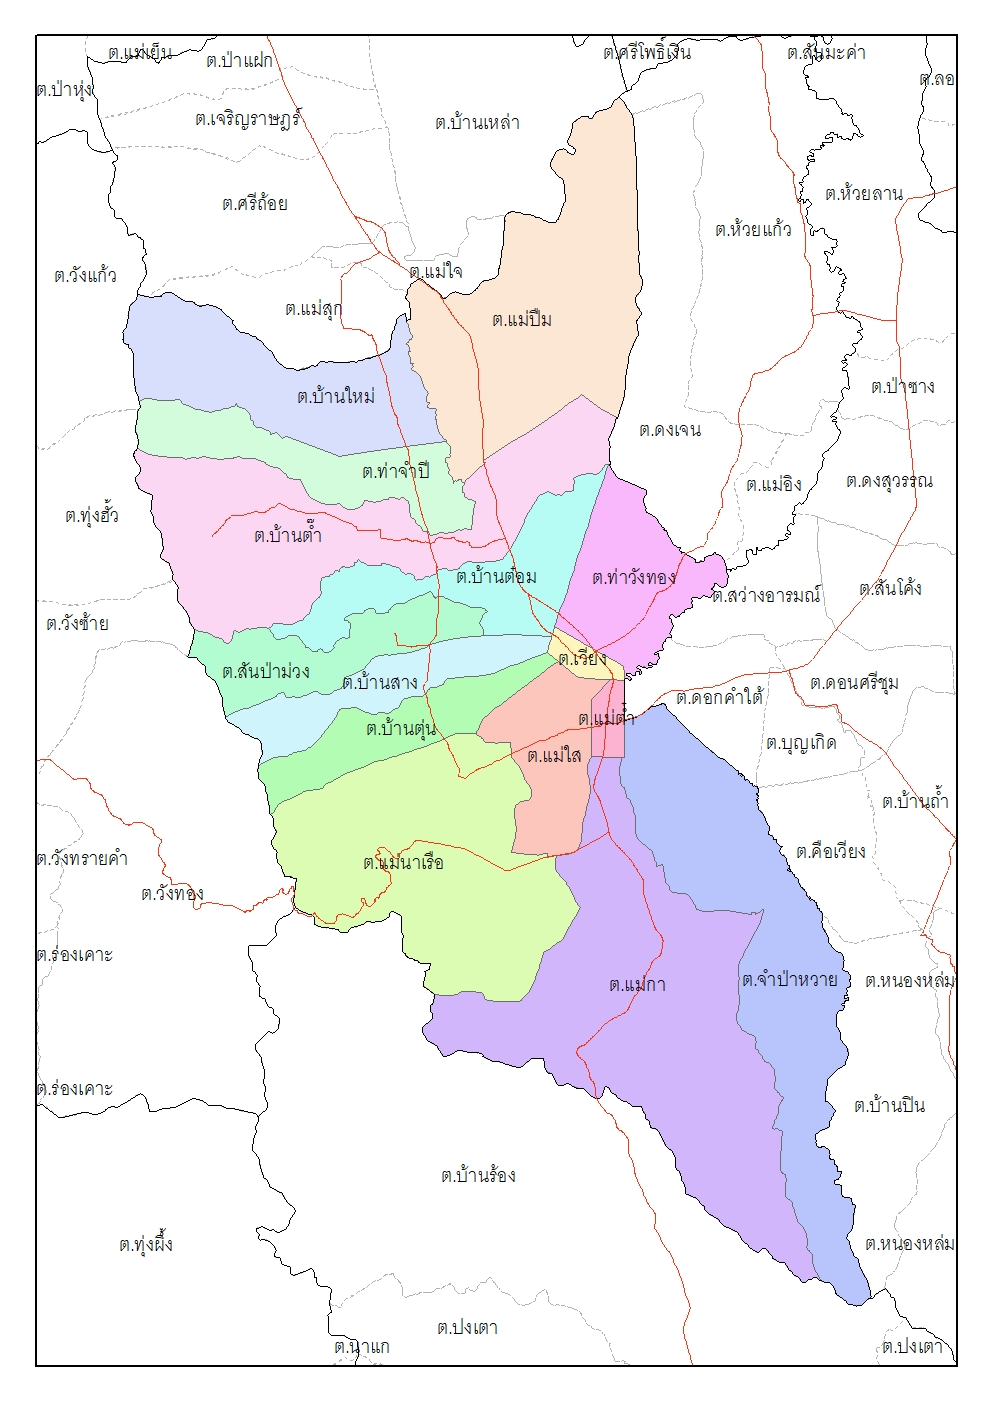 ต.แม่เย็น
ต.ป่าแฝก
ต.ศรีโพธิ์เงิน
ต.สันมะค่า
ต.ลอ
ต.ป่าหุ่ง
ต.เจริญราษฎร์
ต.บ้านเหล่า
ต.ห้วยลาน
ต.ศรีถ้อย
ต.ห้วยแก้ว
ต.วังแก้ว
ต.แม่ใจ
ต.แม่สุก
ต.แม่ปืม
ต.บ้านใหม่
ต.ป่าซาง
ต.ดงเจน
ต.ท่าจำปี
ต.แม่อิง
ต.ดงสุวรรณ
ต.ทุ่งฮั้ว
ต.บ้านต๊ำ
ต.บ้านต๋อม
ต.ท่าวังทอง
ต.สว่างอารมณ์
ต.สันโค้ง
ต.วังซ้าย
ต.เวียง
ต.สันป่าม่วง
ต.บ้านสาง
ต.ดอกคำใต้
ต.ดอนศรีชุม
ต.แม่ต๋ำ
ต.บ้านตุ่น
ต.แม่ใส
ต.บุญเกิด
ต.บ้านถ้ำ
ต.วังทรายคำ
ต.แม่นาเรือ
ต.คือเวียง
ต.วังทอง
ต.ร่องเคาะ
ต.แม่กา
ต.จำป่าหวาย
ต.หนองหล่ม
ต.ร่องเคาะ
ต.บ้านปิน
ต.บ้านร้อง
ต.ทุ่งผึ้ง
ต.หนองหล่ม
ต.ปงเตา
ต.นาแก
ต.ปงเตา